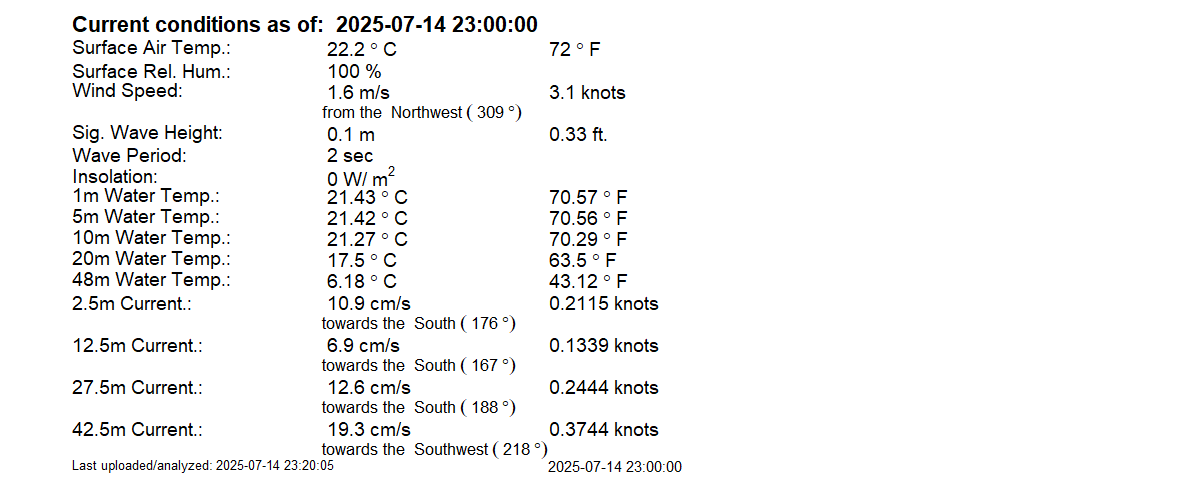 Current conditions as of: 2025-07-14 23:00:00
Surface Air Temp.: 22.2 ° C 72 ° F
Surface Rel. Hum.: 100 %
Wind Speed: 1.6 m/s 3.1 knots
from the Northwest ( 309 °)
Sig. Wave Height: 0.1 m 0.33 ft.
Wave Period: 2 sec
Insolation: 0 W/ m²
1m Water Temp.: 21.43 ° C 70.57 ° F
5m Water Temp.: 21.42 ° C 70.56 ° F
10m Water Temp.: 21.27 ° C 70.29 ° F
20m Water Temp.: 17.5 ° C 63.5 ° F
48m Water Temp.: 6.18 ° C 43.12 ° F
2.5m Current.: 10.9 cm/s 0.2115 knots
towards the South ( 176 °)
12.5m Current.: 6.9 cm/s 0.1339 knots
towards the South ( 167 °)
27.5m Current.: 12.6 cm/s 0.2444 knots
towards the South ( 188 °)
42.5m Current.: 19.3 cm/s 0.3744 knots
towards the Southwest ( 218 °)
Last uploaded/analyzed: 2025-07-14 23:20:05 2025-07-14 23:00:00